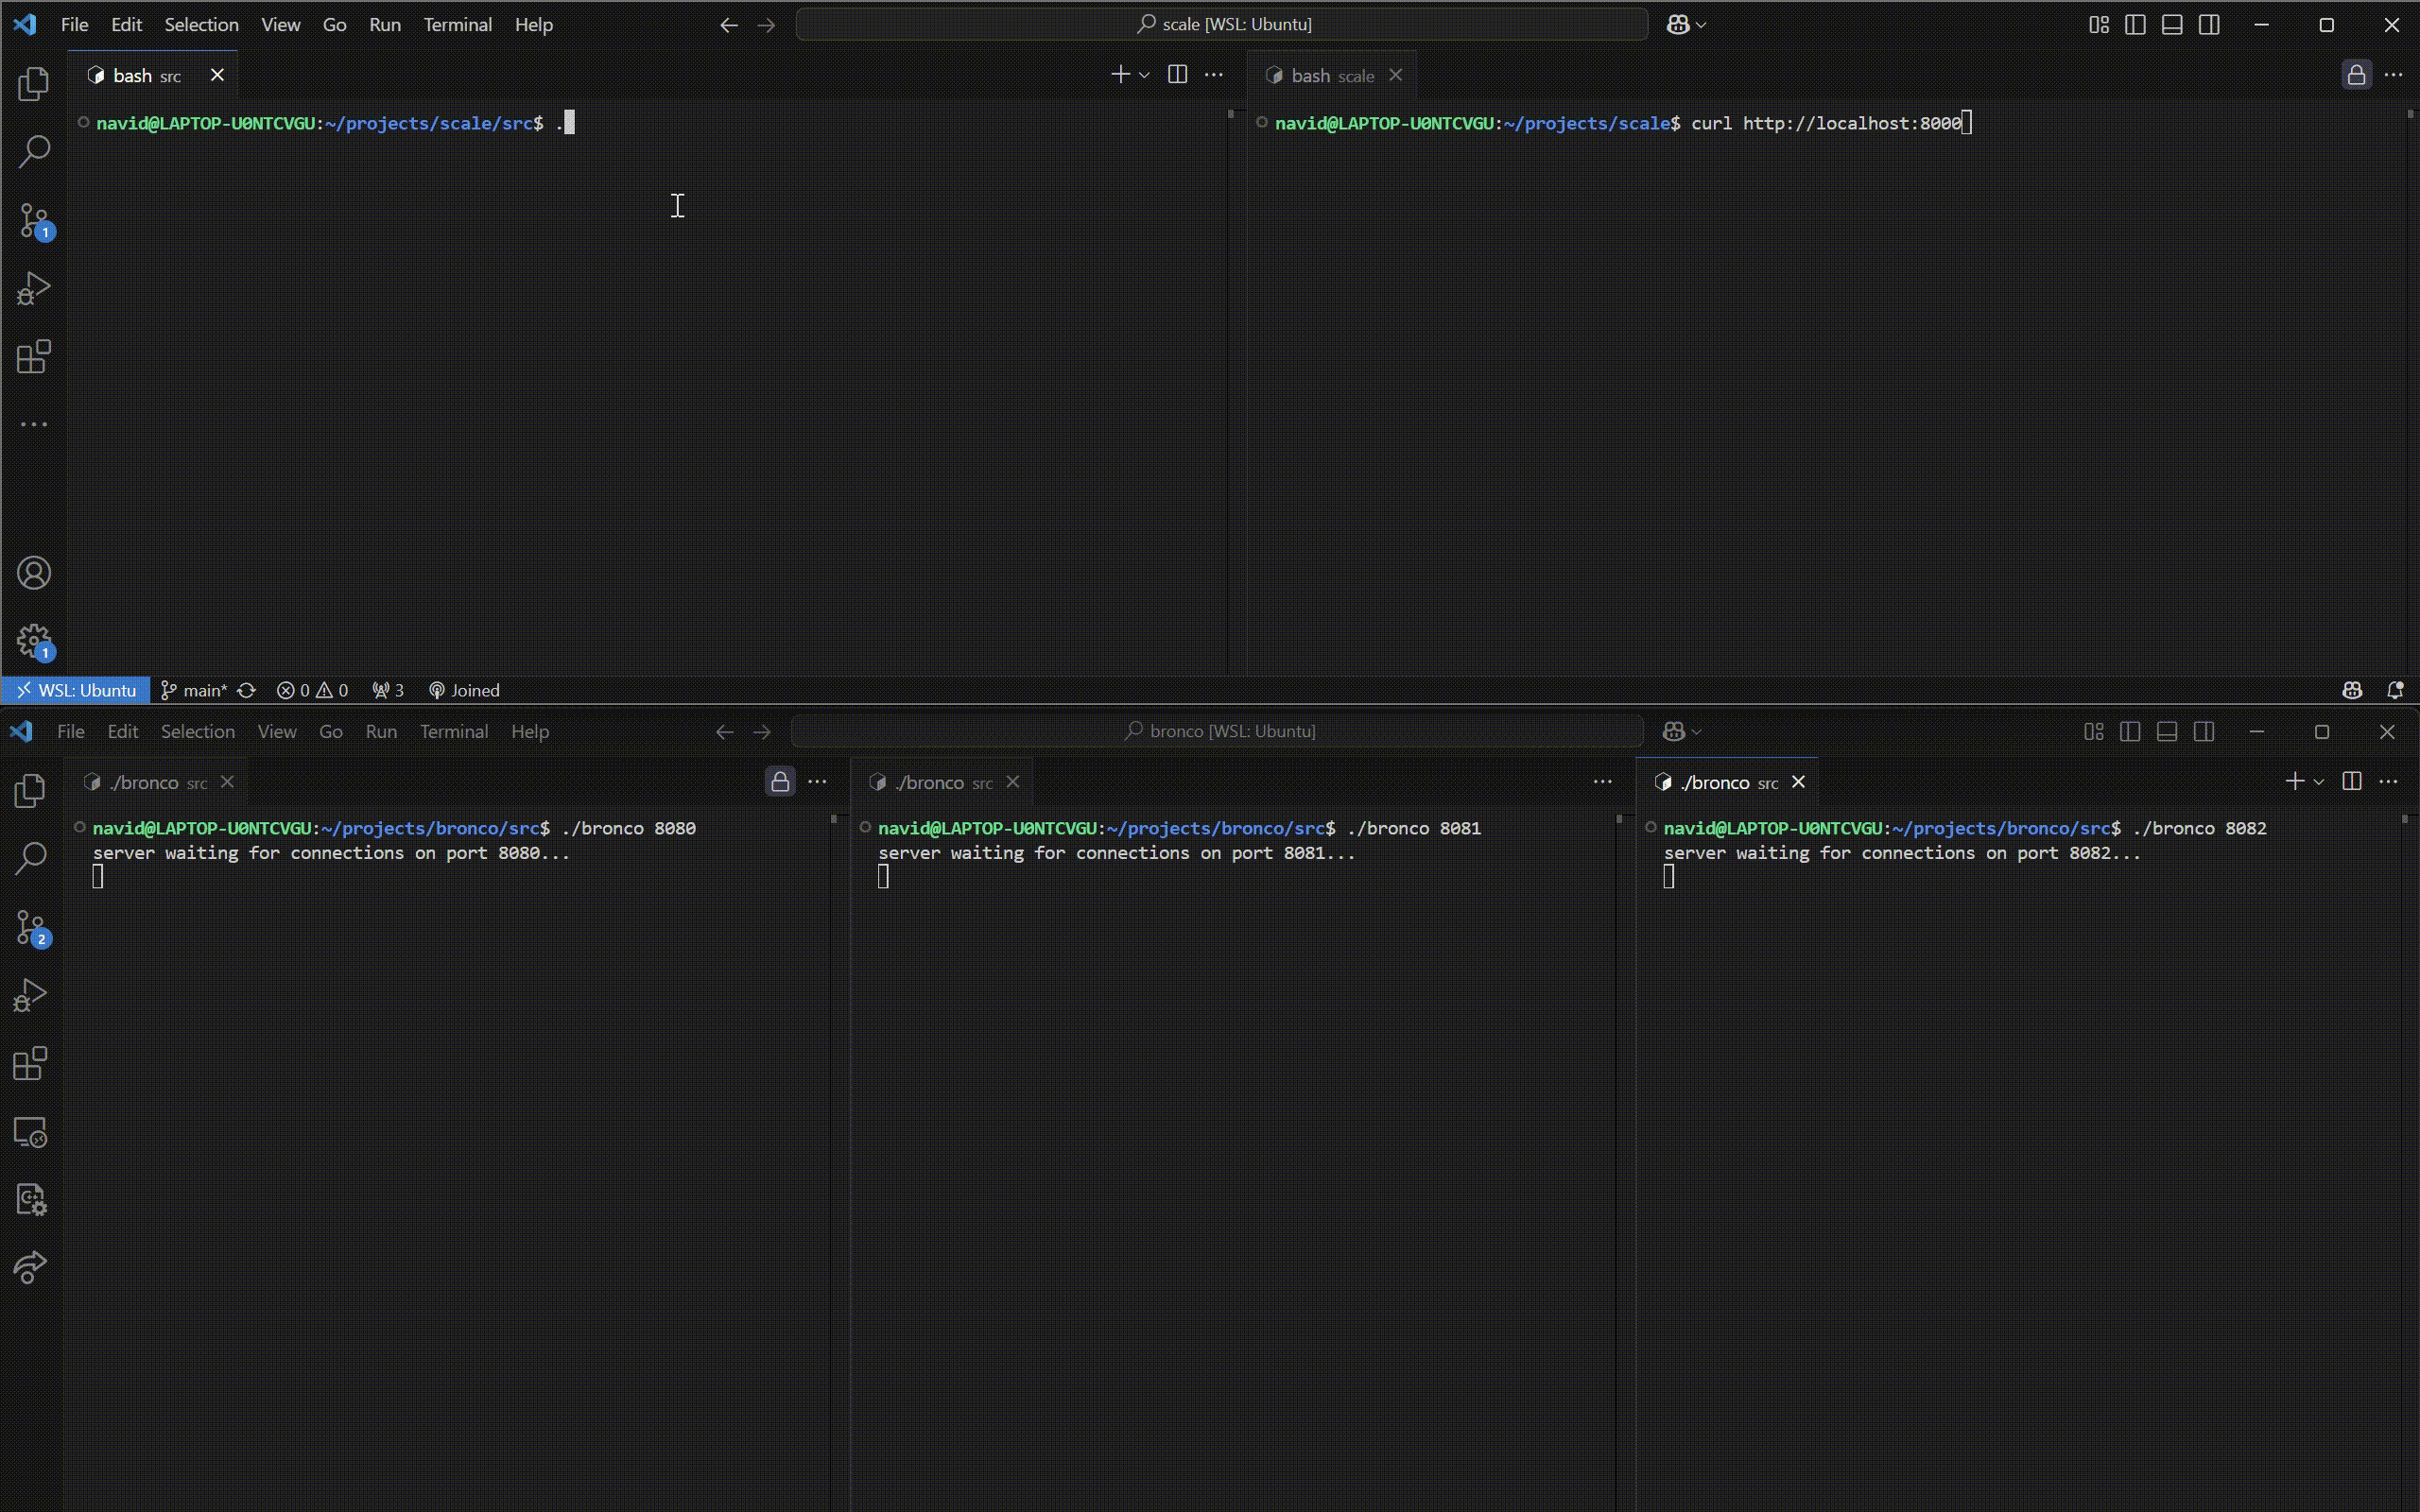 File Edit Selection View Go Run Terminal Help
scale [WSL: Ubuntu]
bash src
bash scale
navid@LAPTOP-U0NTCVGU:~/projects/scale/src$ .
navid@LAPTOP-U0NTCVGU:~/projects/scale$ curl http://localhost:8000
1
1
WSL: Ubuntu main* 0 0 3 Joined
File Edit Selection View Go Run Terminal Help
bronco [WSL: Ubuntu]
./bronco src
./bronco src
./bronco src
navid@LAPTOP-U0NTCVGU:~/projects/bronco/src$ ./bronco 8080
server waiting for connections on port 8080...
navid@LAPTOP-U0NTCVGU:~/projects/bronco/src$ ./bronco 8081
server waiting for connections on port 8081...
navid@LAPTOP-U0NTCVGU:~/projects/bronco/src$ ./bronco 8082
server waiting for connections on port 8082...
2